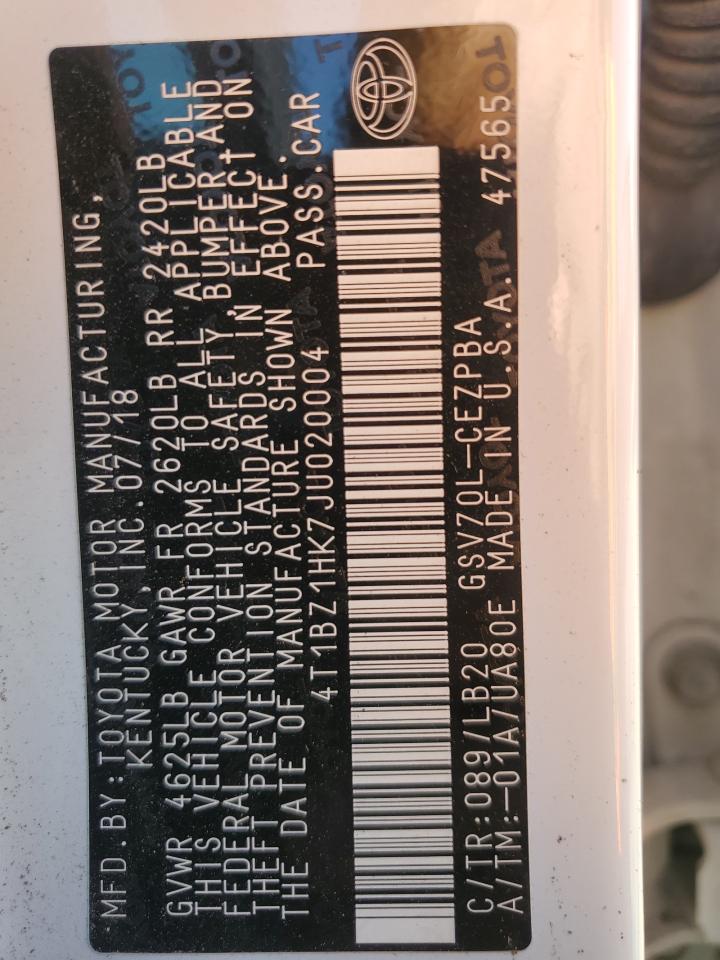 MFD.BY:TOYOTA MOTOR MANUFACTURING,
KENTUCKY,INC.07/18
GVWR 4625LB GAWR FR 2620LB RR 2420LB
THIS VEHICLE CONFORMS TO ALL APPLICABLE
FEDERAL MOTOR VEHICLE SAFETY, BUMPER AND
THEFT PREVENTION STANDARDS IN EFFECT ON
THE DATE OF MANUFACTURE SHOWN ABOVE.
4T1BZ1HK7JU020004 PASS.CAR
C/TR:089/LB20 GSV70L-CEZPBA
A/TM:-01A/UA80E MADE IN U.S.A. 47565